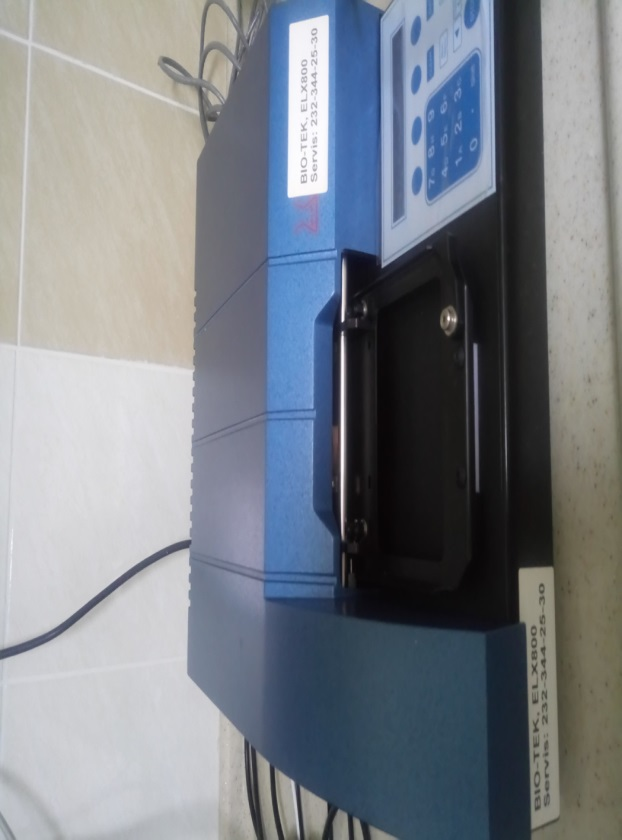 BIO-TEK, ELX800
Servis: 232-344-25-30
7 8 9
4 5 6
1 2 3
0
BIO-TEK, ELX800
Servis: 232-344-25-30